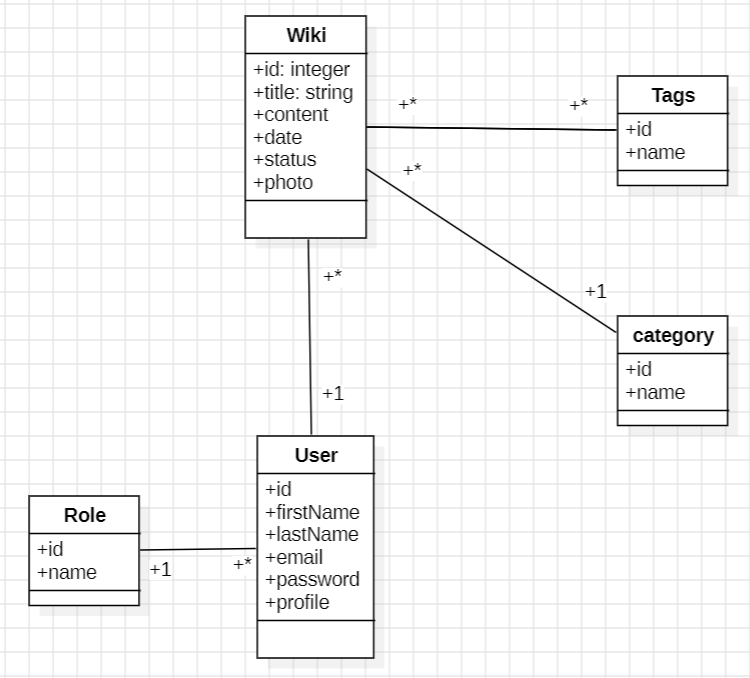 Wiki
+id: integer
+title: string
+content
+date
+status
+photo
+*
+*
Tags
+id
+name
+*
+1
category
+id
+name
+*
+1
User
+id
+firstName
+lastName
+email
+password
+profile
Role
+id
+name
+1
+*